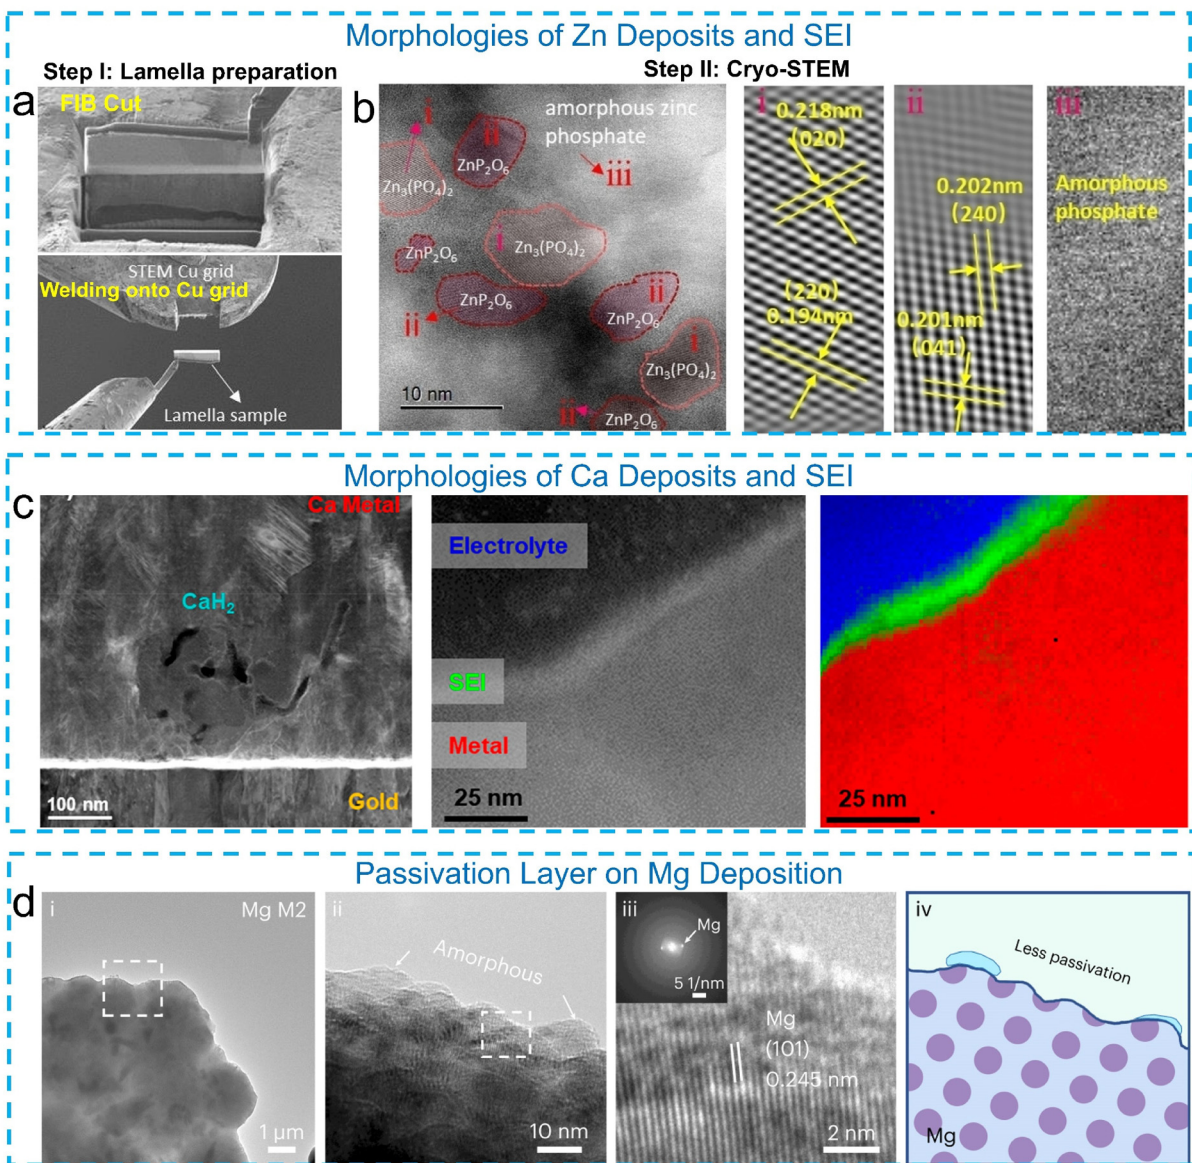 Morphologies of Zn Deposits and SEI
Step I: Lamella preparation
Step II: Cryo-STEM
a
FIB Cut
STEM Cu grid
Welding onto Cu grid
Lamella sample
b
i
ii
amorphous zinc
phosphate
iii
ZnP₂O₆
Zn₃(PO₄)₂
i
Zn₃(PO₄)₂
ZnP₂O₆
ZnP₂O₆
ii
ZnP₂O₆
ii
i
Zn₃(PO₄)₂
10 nm
ii
ZnP₂O₆
i
0.218nm
(020)
(220)
0.194nm
ii
0.202nm
(240)
0.201nm
(041)
iii
Amorphous
phosphate
Morphologies of Ca Deposits and SEI
c
Ca Metal
CaH₂
100 nm
Gold
Electrolyte
SEI
Metal
25 nm
25 nm
Passivation Layer on Mg Deposition
d
i
Mg M2
1 µm
ii
Amorphous
10 nm
iii
Mg
5 1/nm
Mg
(101)
0.245 nm
2 nm
iv
Less passivation
Mg